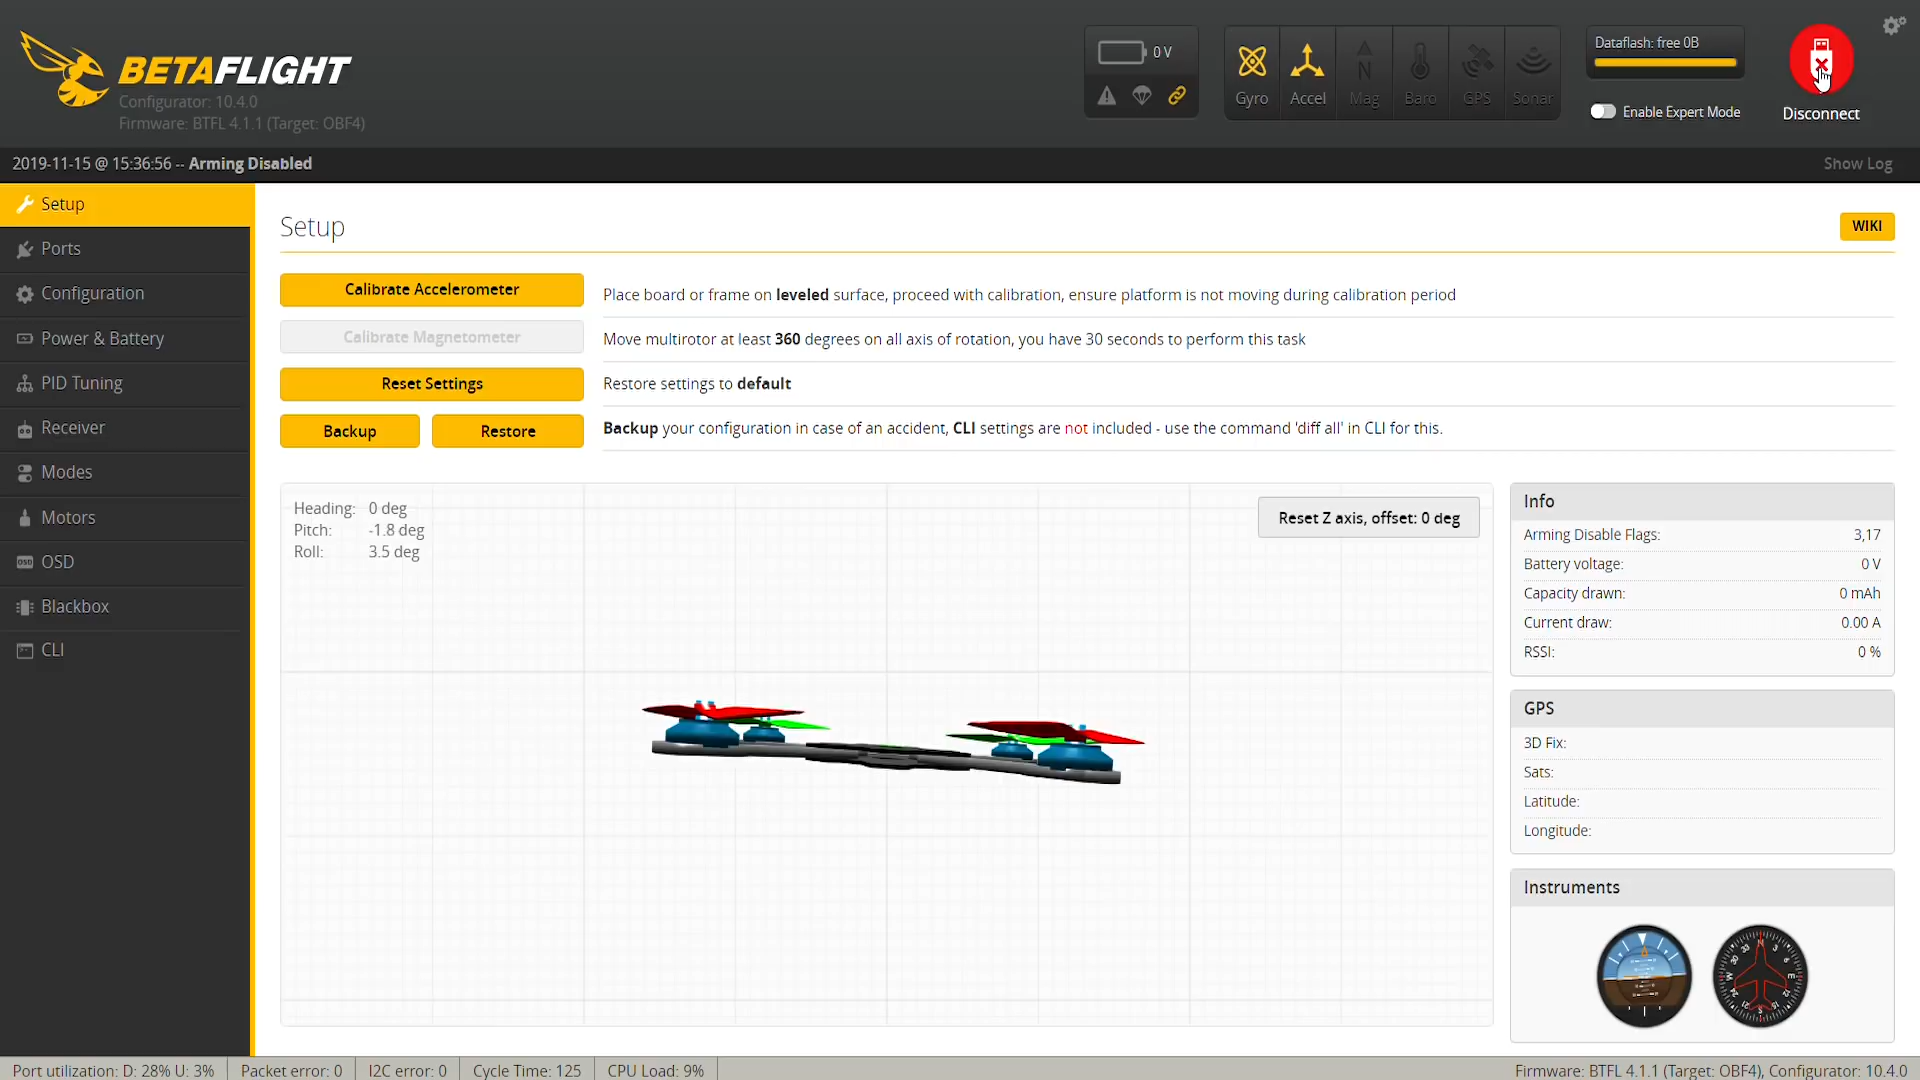 BETAFLIGHT
Configurator: 10.4.0
Firmware: BTFL 4.1.1 (Target: OBF4)
0 V
Gyro
Accel
Mag
Baro
GPS
Sonar
Dataflash: free 0B
Enable Expert Mode
Disconnect
2019-11-15 @ 15:36:56 -- Arming Disabled
Show Log
Setup
Ports
Configuration
Power & Battery
PID Tuning
Receiver
Modes
Motors
OSD
Blackbox
CLI
Setup
WIKI
Calibrate Accelerometer
Place board or frame on leveled surface, proceed with calibration, ensure platform is not moving during calibration period
Calibrate Magnetometer
Move multirotor at least 360 degrees on all axis of rotation, you have 30 seconds to perform this task
Reset Settings
Restore settings to default
Backup
Restore
Backup your configuration in case of an accident, CLI settings are not included - use the command 'diff all' in CLI for this.
Heading: 0 deg
Pitch: -1.8 deg
Roll: 3.5 deg
Reset Z axis, offset: 0 deg
Info
Arming Disable Flags: 3,17
Battery voltage: 0 V
Capacity drawn: 0 mAh
Current draw: 0.00 A
RSSI: 0 %
GPS
3D Fix:
Sats:
Latitude:
Longitude:
Instruments
Port utilization: D: 28% U: 3%
Packet error: 0
I2C error: 0
Cycle Time: 125
CPU Load: 9%
Firmware: BTFL 4.1.1 (Target: OBF4), Configurator: 10.4.0